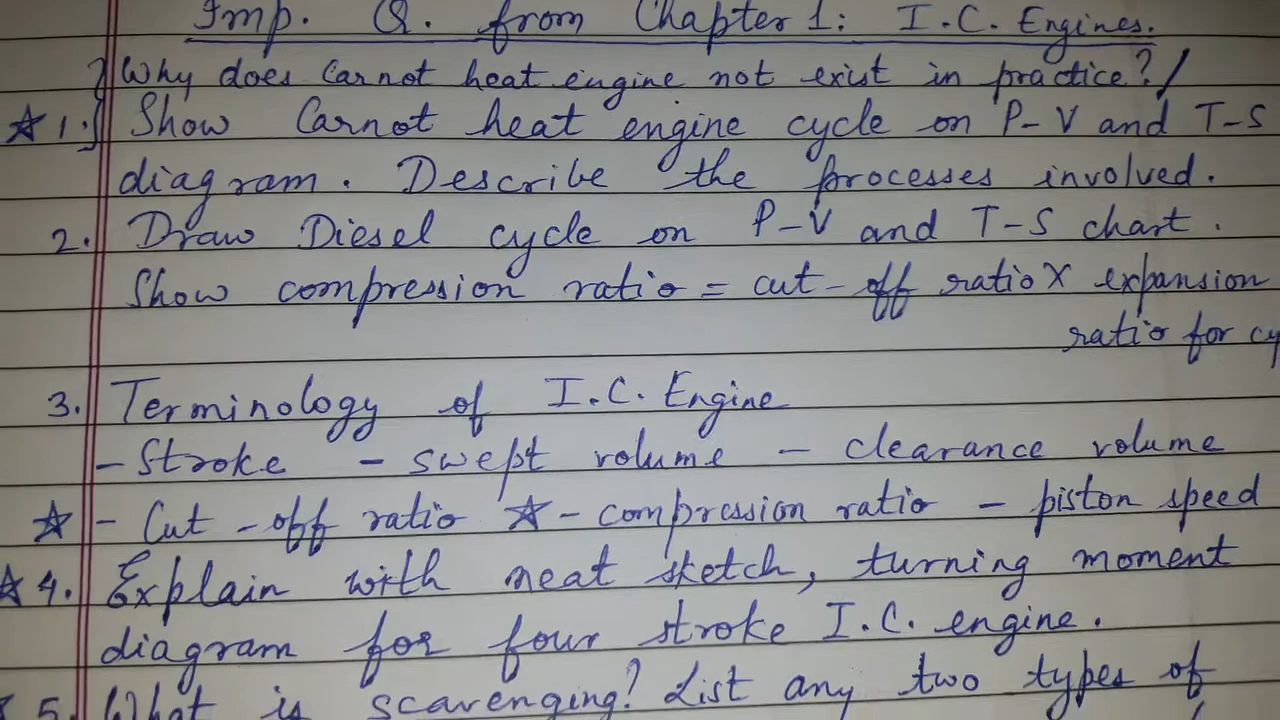 Imp. Q. from Chapter 1: I.C. Engines.
Why does Carnot heat engine not exist in practice? /
☆ 1. Show Carnot heat engine cycle on P-V and T-S
diagram. Describe the processes involved.
2. Draw Diesel cycle on P-V and T-S chart.
Show compression ratio = cut-off ratio X expansion
ratio for cy
3. Terminology of I.C. Engine
- Stroke - swept volume - clearance volume
☆ - Cut-off ratio ☆ - compression ratio - piston speed
☆ 4. Explain with neat sketch, turning moment
diagram for four stroke I.C. engine.
5. What is scavenging? List any two types of